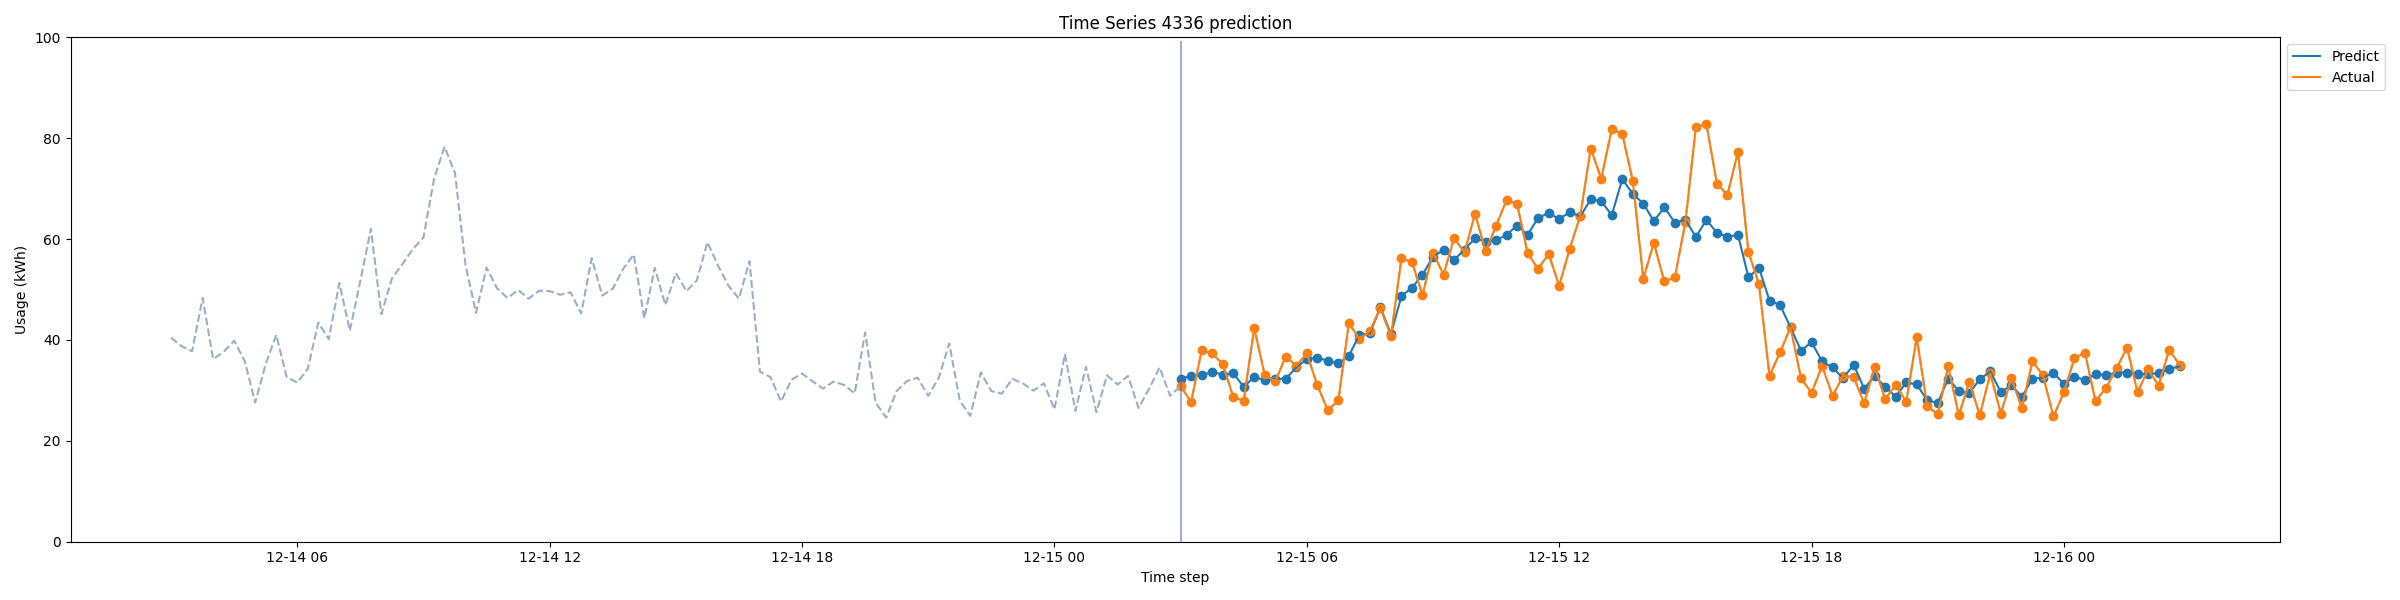 Time Series 4336 prediction
100
80
60
40
20
0
Usage (kWh)
12-14 06
12-14 12
12-14 18
12-15 00
12-15 06
12-15 12
12-15 18
12-16 00
Time step
Predict
Actual